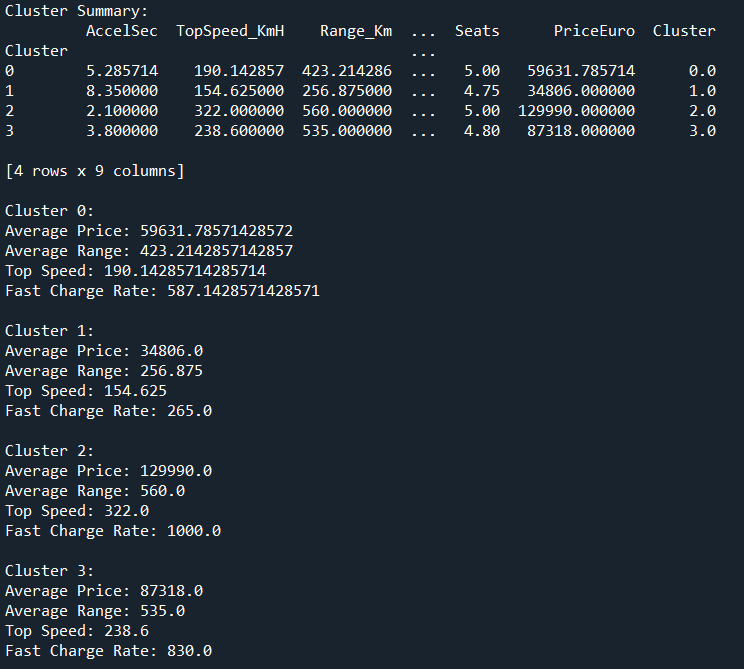 Cluster Summary:
AccelSec TopSpeed_KmH Range_Km ... Seats PriceEuro Cluster
Cluster ...
0 5.285714 190.142857 423.214286 ... 5.00 59631.785714 0.0
1 8.350000 154.625000 256.875000 ... 4.75 34806.000000 1.0
2 2.100000 322.000000 560.000000 ... 5.00 129990.000000 2.0
3 3.800000 238.600000 535.000000 ... 4.80 87318.000000 3.0
[4 rows x 9 columns]
Cluster 0:
Average Price: 59631.78571428572
Average Range: 423.2142857142857
Top Speed: 190.14285714285714
Fast Charge Rate: 587.1428571428571
Cluster 1:
Average Price: 34806.0
Average Range: 256.875
Top Speed: 154.625
Fast Charge Rate: 265.0
Cluster 2:
Average Price: 129990.0
Average Range: 560.0
Top Speed: 322.0
Fast Charge Rate: 1000.0
Cluster 3:
Average Price: 87318.0
Average Range: 535.0
Top Speed: 238.6
Fast Charge Rate: 830.0